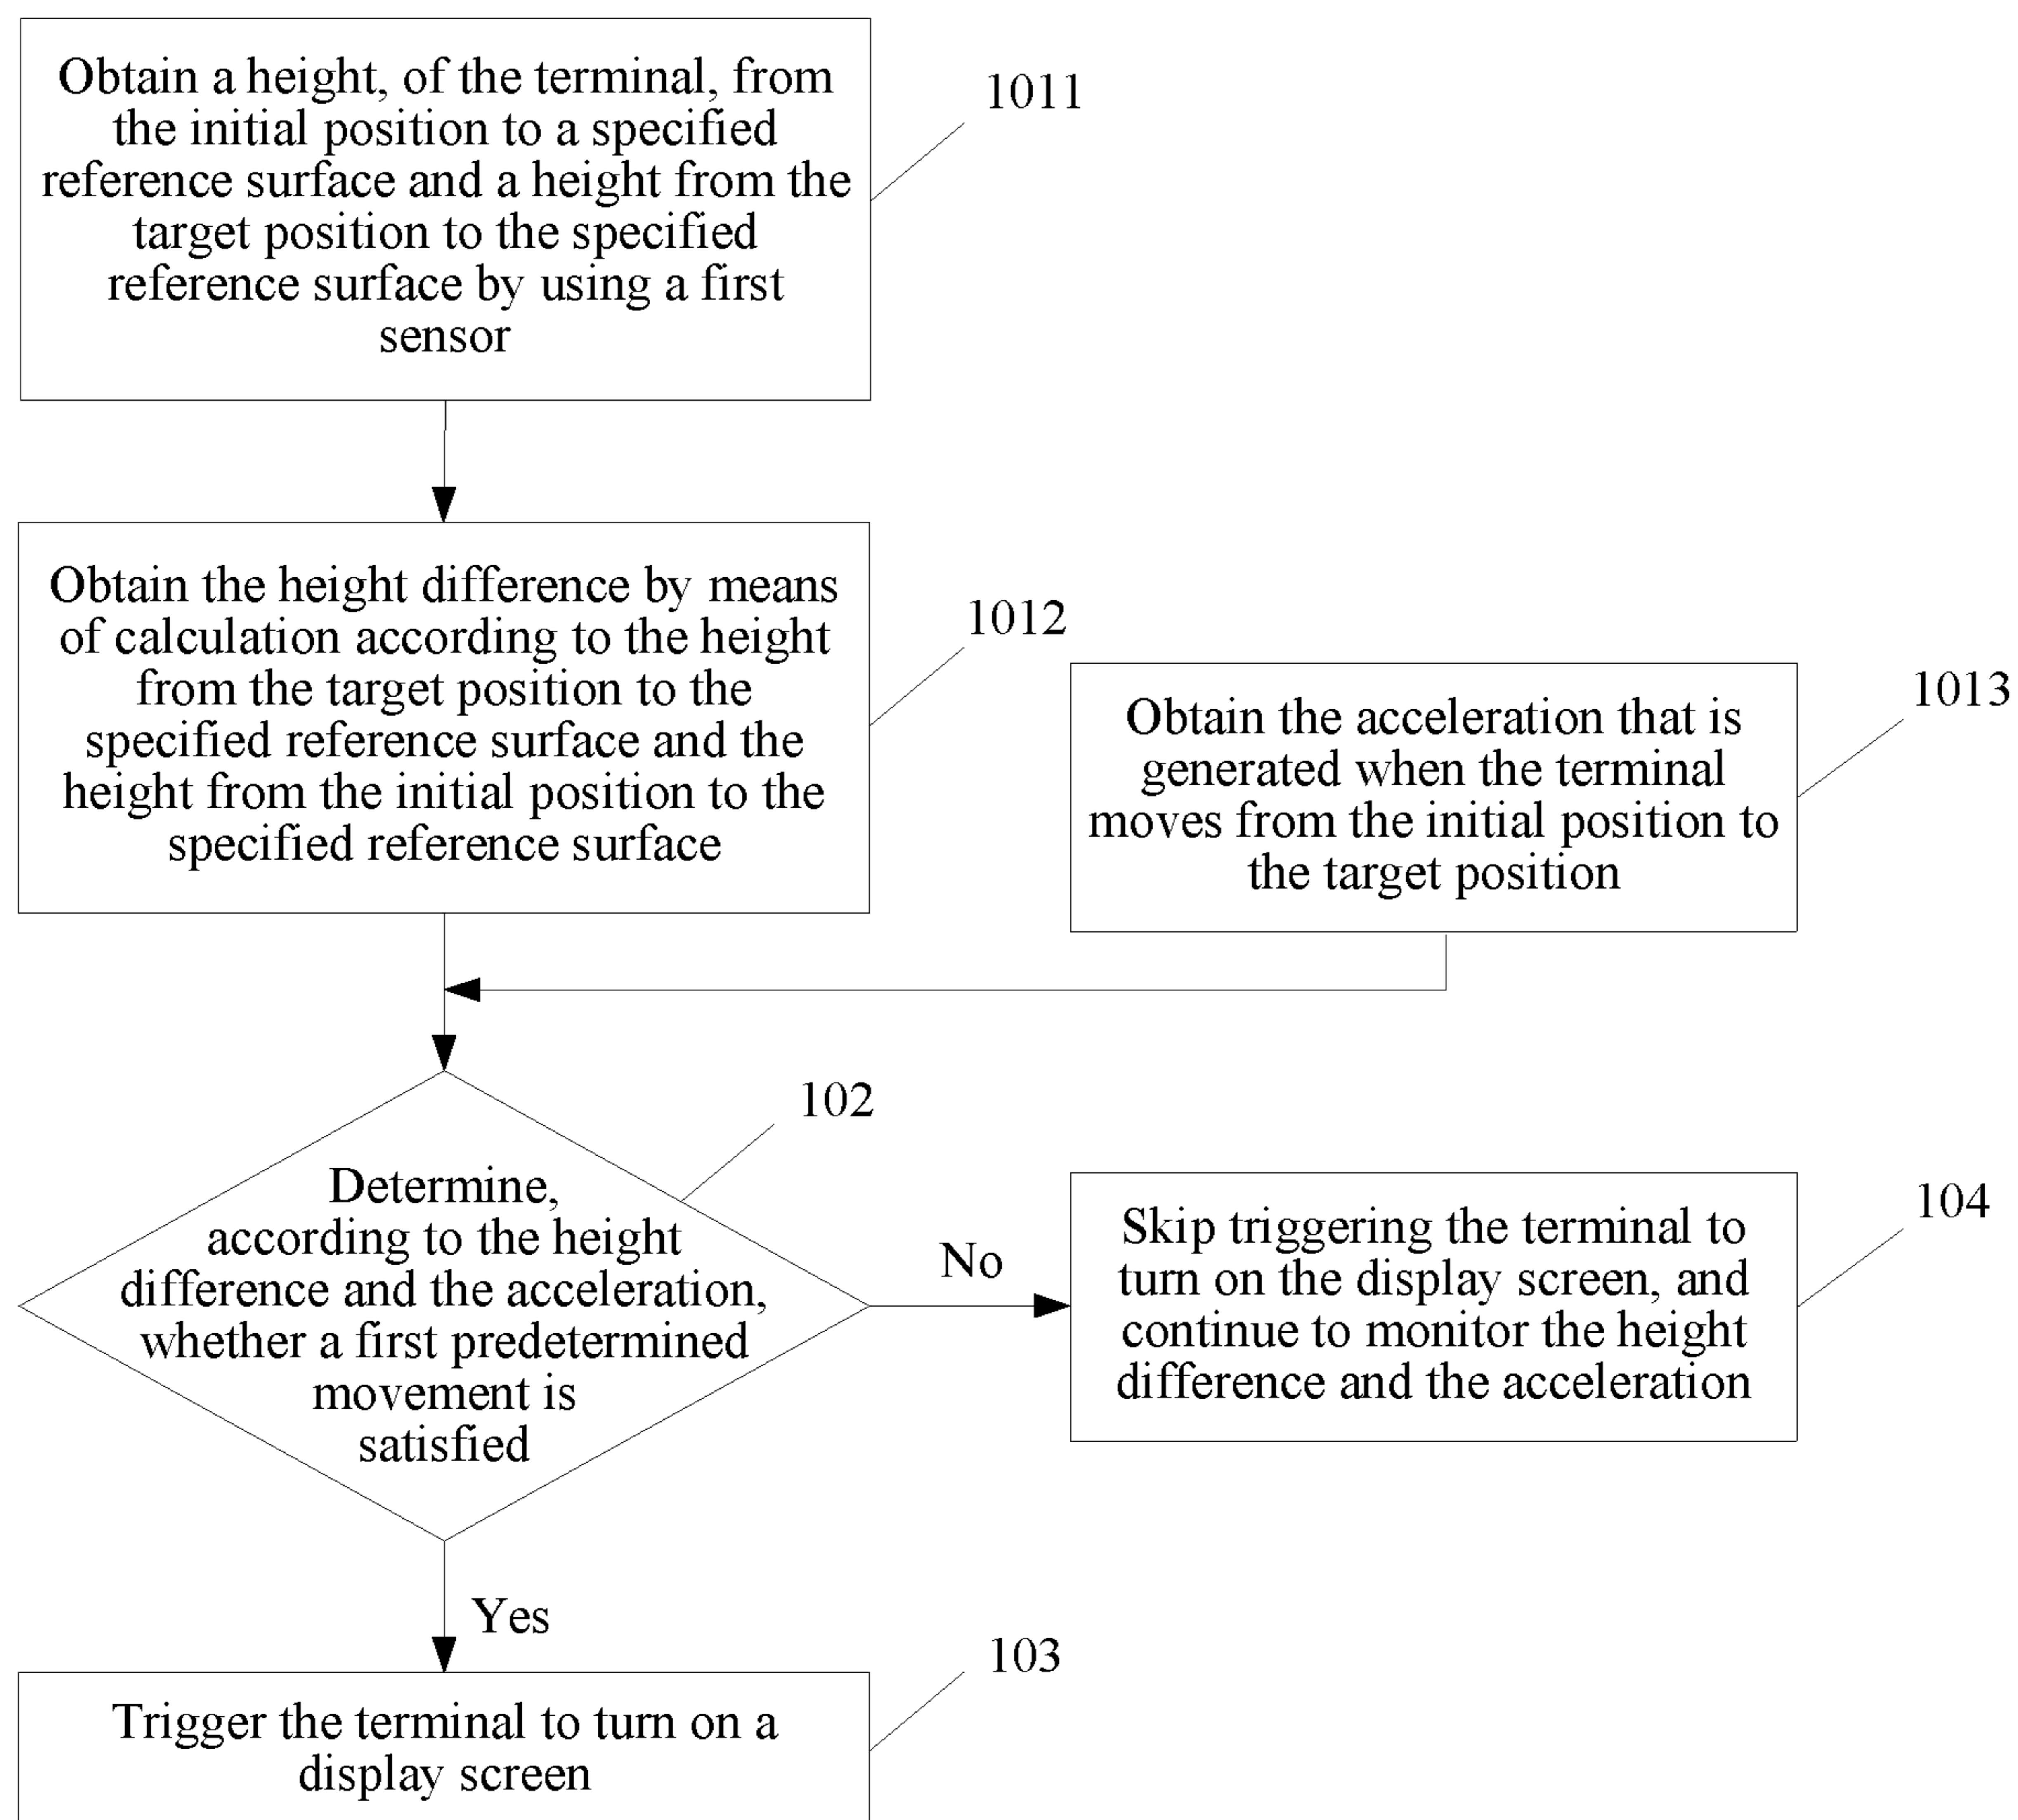 Obtain a height, of the terminal, from
the initial position to a specified
reference surface and a height from the
target position to the specified
reference surface by using a first
sensor
1011
Obtain the height difference by means
of calculation according to the height
from the target position to the
specified reference surface and the
height from the initial position to the
specified reference surface
1012
Obtain the acceleration that is
generated when the terminal
moves from the initial position to
the target position
1013
Determine,
according to the height
difference and the acceleration,
whether a first predetermined
movement is
satisfied
102
No
Skip triggering the terminal to
turn on the display screen, and
continue to monitor the height
difference and the acceleration
104
Yes
Trigger the terminal to turn on a
display screen
103